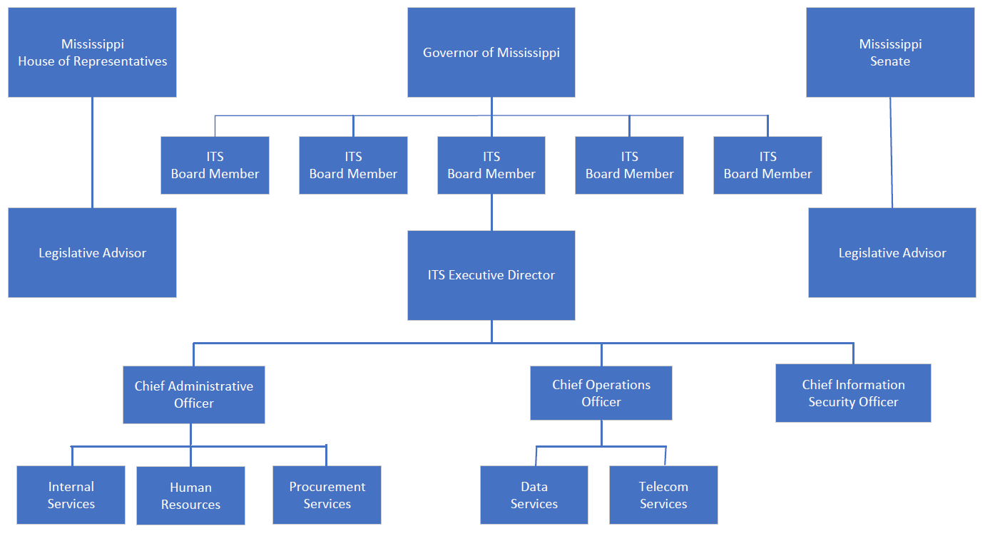 Mississippi
House of Representatives
Governor of Mississippi
Mississippi
Senate
ITS
Board Member
ITS
Board Member
ITS
Board Member
ITS
Board Member
ITS
Board Member
Legislative Advisor
ITS Executive Director
Legislative Advisor
Chief Administrative
Officer
Chief Operations
Officer
Chief Information
Security Officer
Internal
Services
Human
Resources
Procurement
Services
Data
Services
Telecom
Services